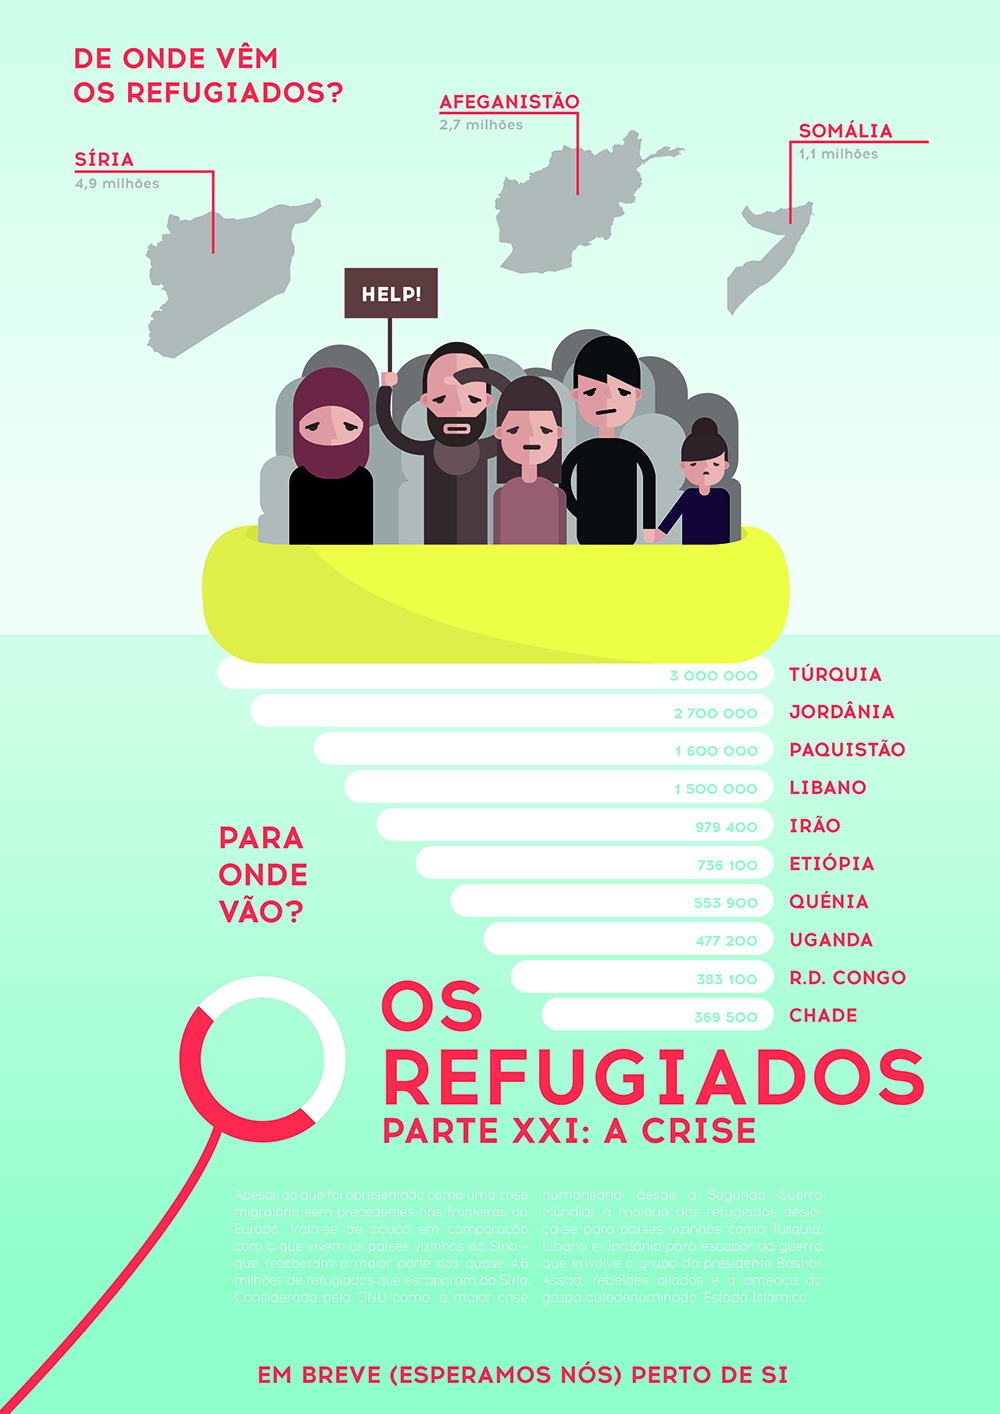 DE ONDE VÊM
OS REFUGIADOS?
AFEGANISTÃO
2,7 milhões
SOMÁLIA
1,1 milhões
SÍRIA
4,9 milhões
HELP!
3 000 000 TÚRQUIA
2 700 000 JORDÂNIA
1 600 000 PAQUISTÃO
1 500 000 LIBANO
979 400 IRÃO
736 100 ETIÓPIA
553 900 QUÉNIA
477 200 UGANDA
383 100 R.D. CONGO
369 500 CHADE
PARA
ONDE
VÃO?
OS
REFUGIADOS
PARTE XXI: A CRISE
Apesar do que foi apresentado como uma crise
migratória sem precedentes nas fronteiras da
Europa, trata-se de pouco em comparação
com o que vivem os países vizinhos da Síria –
que receberam a maior parte dos quase 4,6
milhões de refugiados que escaparam da Síria.
Considerada pela ONU como "a maior crise
humanitária" desde a Segunda Guerra
Mundial, a maioria dos refugiados deslo-
ca-se para países vizinhos como Turquia,
Líbano e Jordânia para escapar da guerra
que envolve o grupo do presidente Bashar
Assad, rebeldes aliados e a ameaça do
grupo autodenominado "Estado Islâmico".
EM BREVE (ESPERAMOS NÓS) PERTO DE SI